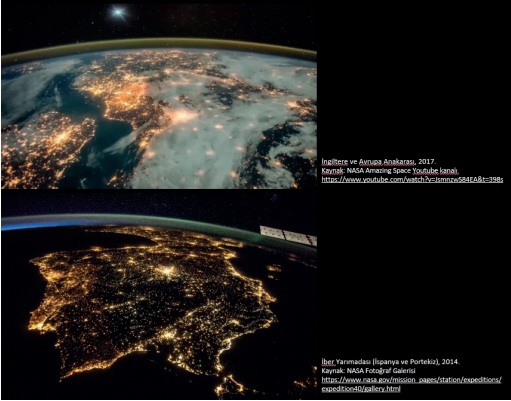 İngiltere ve Avrupa Anakarası, 2017.
Kaynak: NASA Amazing Space Youtube kanalı
https://www.youtube.com/watch?v=JsmnzwS84EA&t=398s
İber Yarımadası (İspanya ve Portekiz), 2014.
Kaynak: NASA Fotoğraf Galerisi
https://www.nasa.gov/mission_pages/station/expeditions/
expedition40/gallery.html